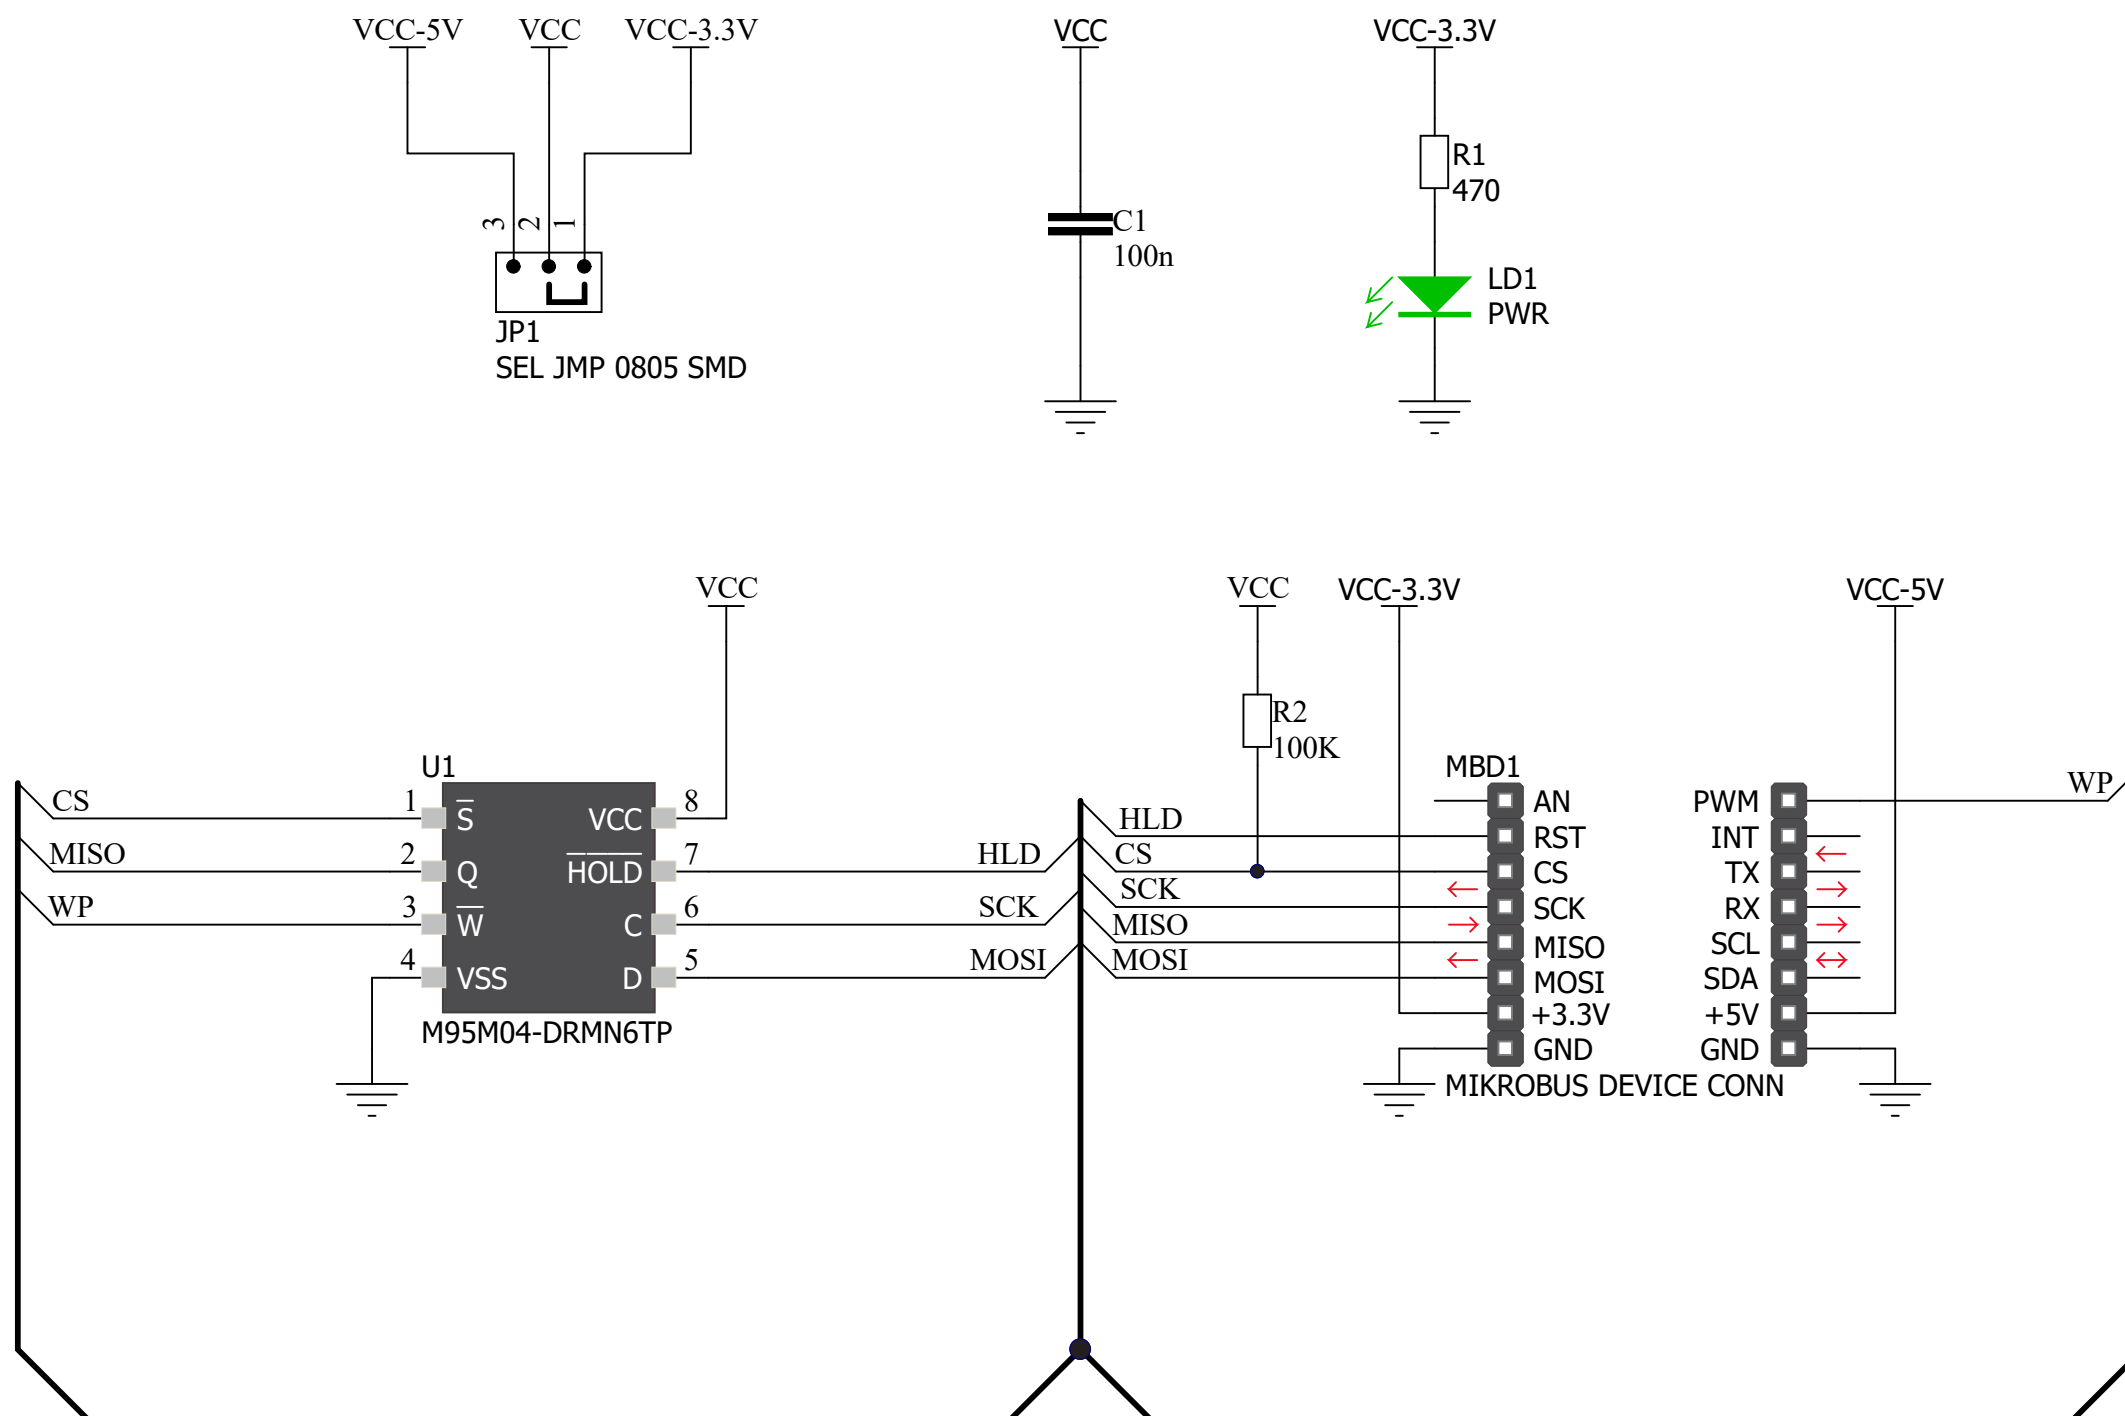 VCC-5V VCC VCC-3.3V
3 2 1
JP1
SEL JMP 0805 SMD
VCC
C1
100n
VCC-3.3V
R1
470
LD1
PWR
VCC
U1
CS 1 S VCC 8
MISO 2 Q HOLD 7 HLD
WP 3 W C 6 SCK
4 VSS D 5 MOSI
M95M04-DRMN6TP
VCC
R2
100K
VCC-3.3V
VCC-5V
MBD1
AN PWM WP
HLD RST INT
CS CS TX
SCK SCK RX
MISO MISO SCL
MOSI MOSI SDA
+3.3V +5V
GND GND
MIKROBUS DEVICE CONN